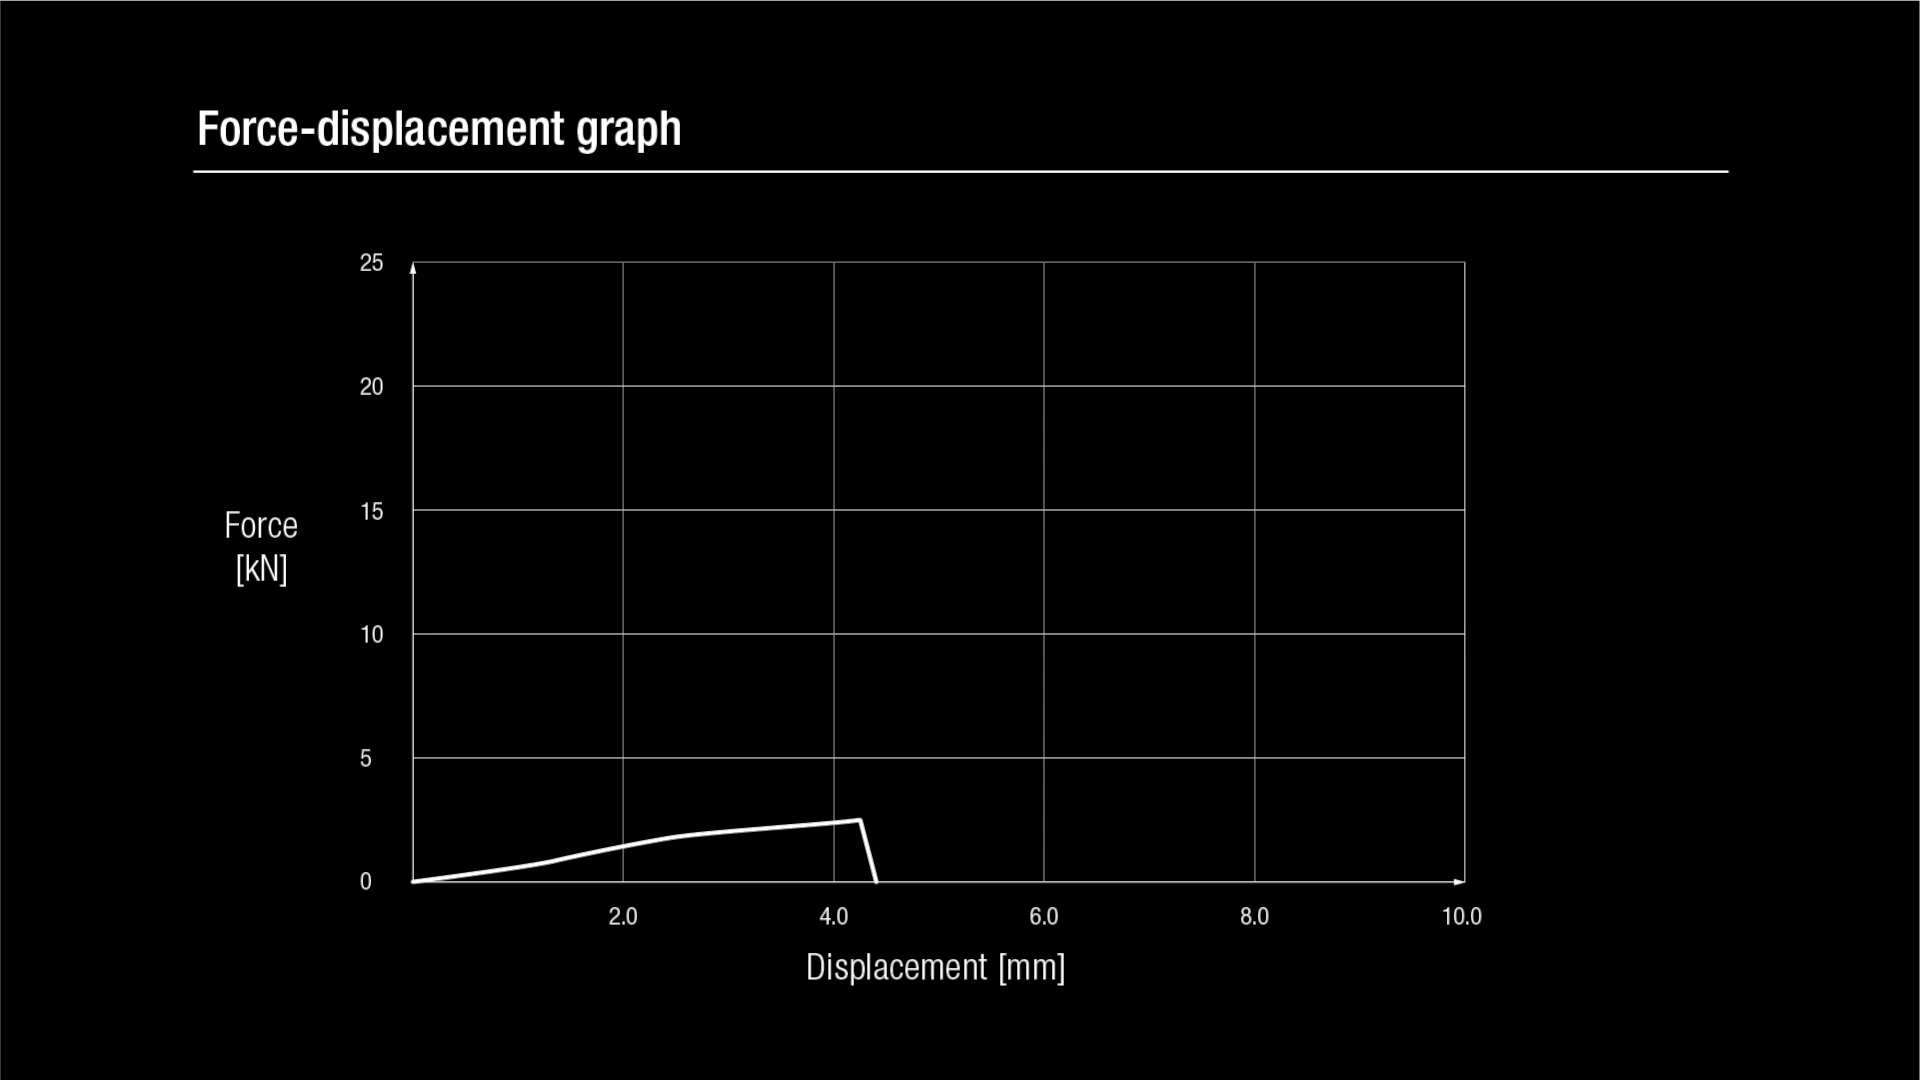 Force-displacement graph
25
20
15
Force
[kN]
10
5
0
2.0 4.0 6.0 8.0 10.0
Displacement [mm]